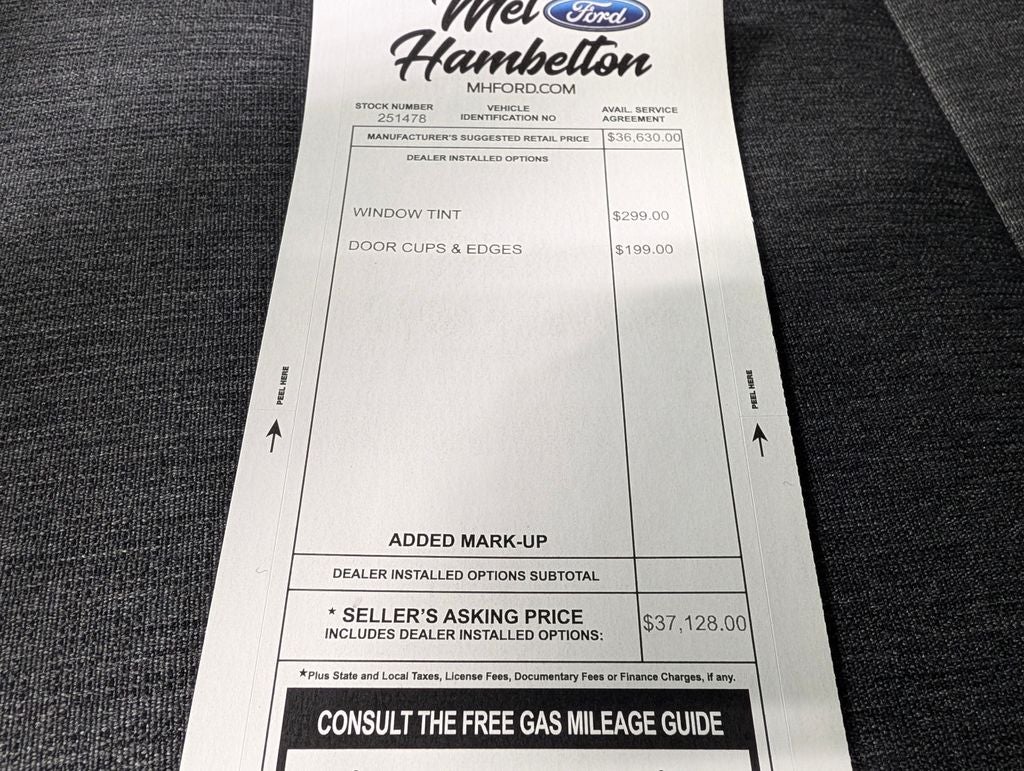 Mel Ford
Hambelton
MHFORD.COM
STOCK NUMBER VEHICLE AVAIL. SERVICE
251478 IDENTIFICATION NO AGREEMENT
MANUFACTURER'S SUGGESTED RETAIL PRICE $36,630.00
DEALER INSTALLED OPTIONS
WINDOW TINT $299.00
DOOR CUPS & EDGES $199.00
PEEL HERE PEEL HERE
ADDED MARK-UP
DEALER INSTALLED OPTIONS SUBTOTAL
* SELLER'S ASKING PRICE $37,128.00
INCLUDES DEALER INSTALLED OPTIONS:
*Plus State and Local Taxes, License Fees, Documentary Fees or Finance Charges, if any.
CONSULT THE FREE GAS MILEAGE GUIDE